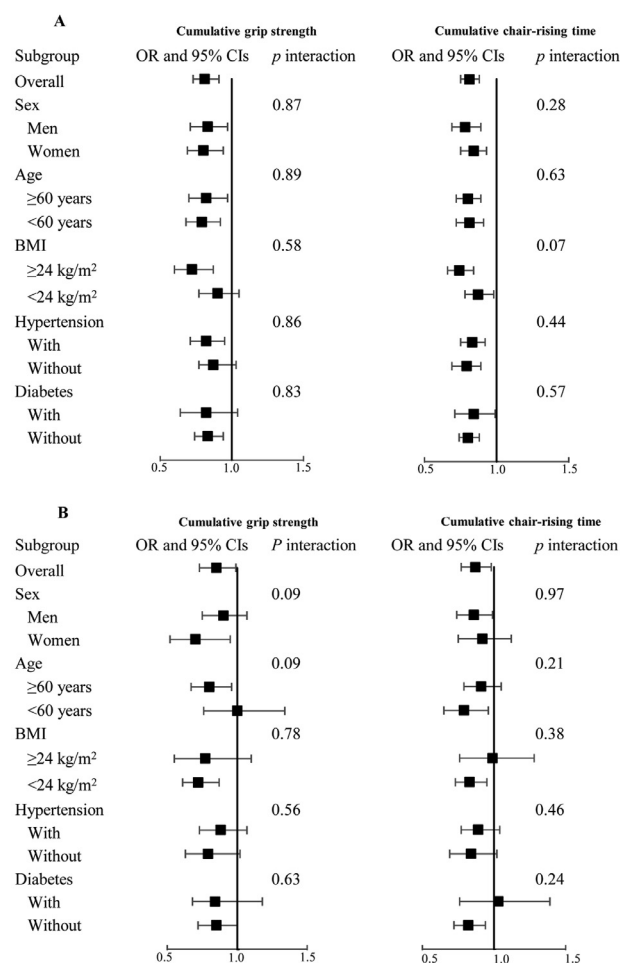 A
Cumulative grip strength Cumulative chair-rising time
Subgroup OR and 95% CIs p interaction OR and 95% CIs p interaction
Overall
Sex 0.87 0.28
Men
Women
Age 0.89 0.63
≥60 years
<60 years
BMI 0.58 0.07
≥24 kg/m²
<24 kg/m²
Hypertension 0.86 0.44
With
Without
Diabetes 0.83 0.57
With
Without
0.5 1.0 1.5 0.5 1.0 1.5
B
Cumulative grip strength Cumulative chair-rising time
Subgroup OR and 95% CIs P interaction OR and 95% CIs p interaction
Overall
Sex 0.09 0.97
Men
Women
Age 0.09 0.21
≥60 years
<60 years
BMI 0.78 0.38
≥24 kg/m²
<24 kg/m²
Hypertension 0.56 0.46
With
Without
Diabetes 0.63 0.24
With
Without
0.5 1.0 1.5 0.5 1.0 1.5